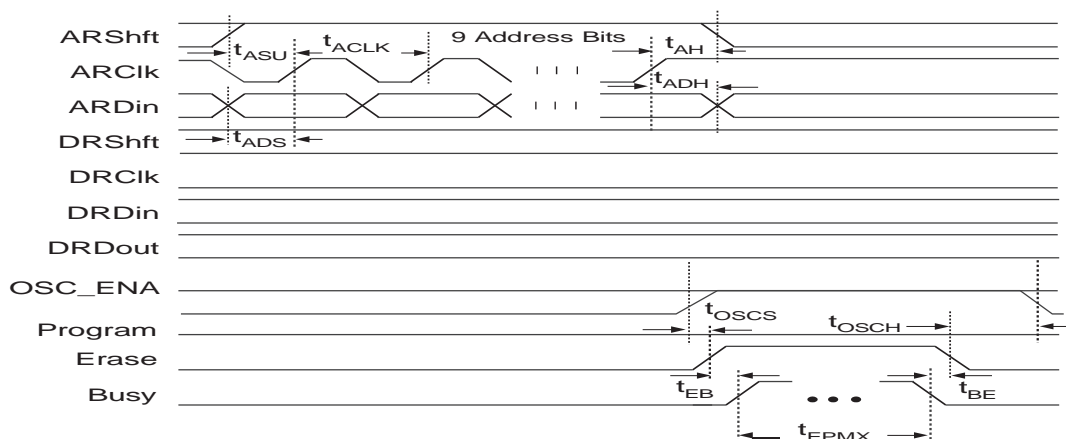 ARShft
tASU
tACLK
9 Address Bits
tAH
ARClk
tADH
ARDin
tADS
DRShft
DRClk
DRDin
DRDout
OSC_ENA
tOSCS
tOSCH
Program
Erase
tEB
tBE
Busy
tEPMX